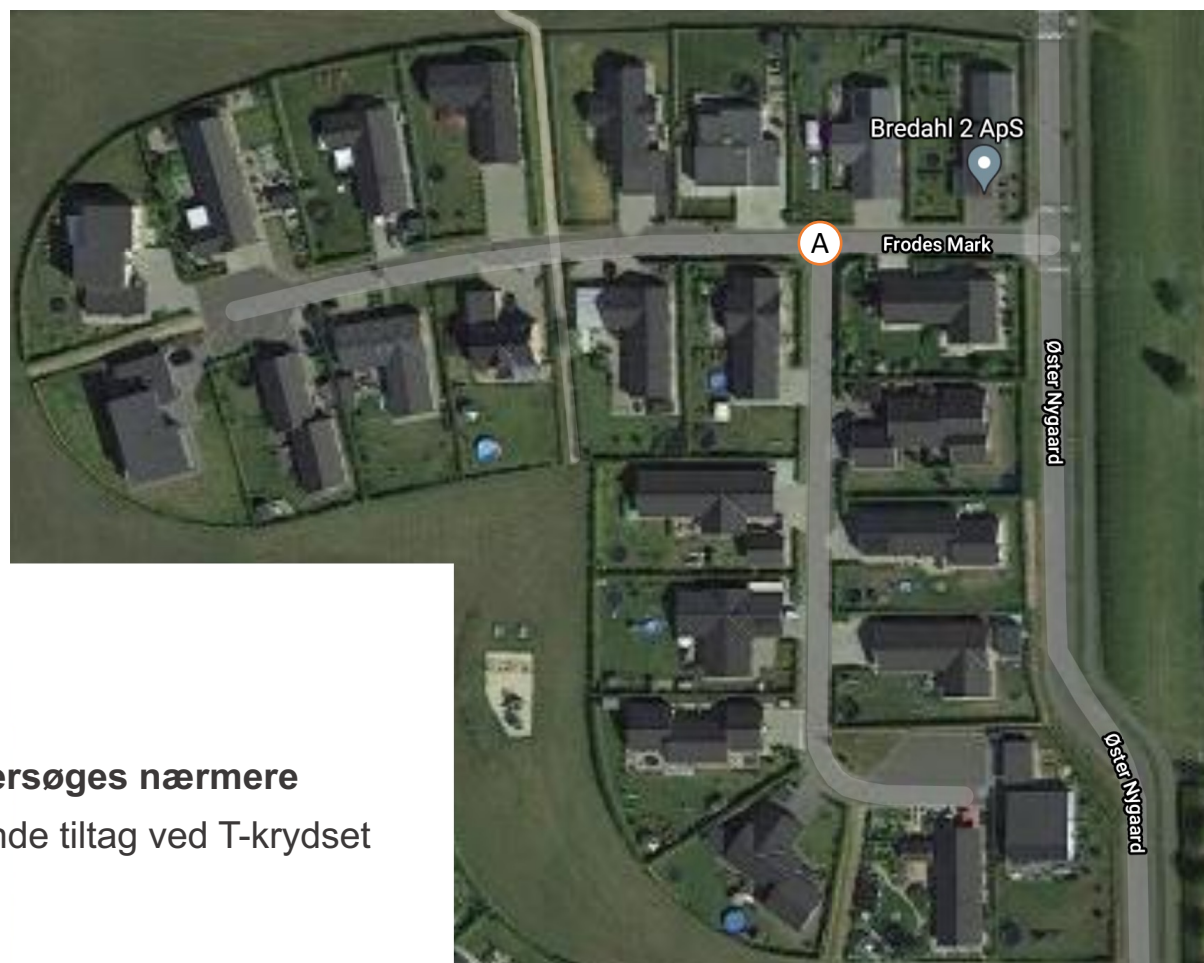 Bredahl 2 ApS
A
Frodes Mark
Øster Nygaard
Øster Nygaard
ersøges nærmere
nde tiltag ved T-krydset